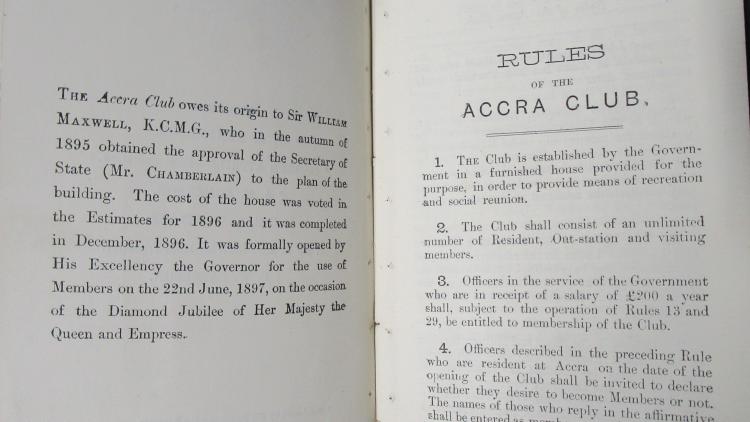 THE Accra Club owes its origin to Sir WILLIAM
MAXWELL, K.C.M.G., who in the autumn of
1895 obtained the approval of the Secretary of
State (Mr. CHAMBERLAIN) to the plan of the
building. The cost of the house was voted in
the Estimates for 1896 and it was completed
in December, 1896. It was formally opened by
His Excellency the Governor for the use of
Members on the 22nd June, 1897, on the occasion
of the Diamond Jubilee of Her Majesty the
Queen and Empress.
RULES
OF THE
ACCRA CLUB.
1. THE Club is established by the Govern-
ment in a furnished house provided for the
purpose, in order to provide means of recreation
and social reunion.
2. The Club shall consist of an unlimited
number of Resident, Out-station and visiting
members.
3. Officers in the service of the Government
who are in receipt of a salary of £200 a year
shall, subject to the operation of Rules 13 and
29, be entitled to membership of the Club.
4. Officers described in the preceding Rule
who are resident at Accra on the date of the
opening of the Club shall be invited to declare
whether they desire to become Members or not.
The names of those who reply in the affirmative
shall be entered as